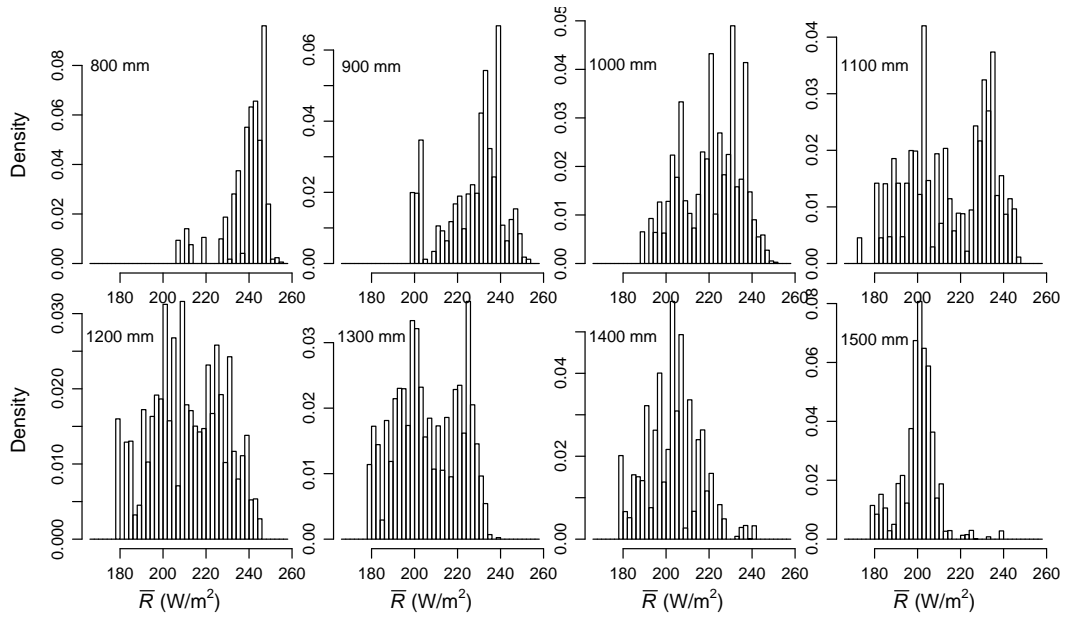 800 mm
900 mm
1000 mm
1100 mm
Density
0.00 0.02 0.04 0.06 0.08
0.00 0.02 0.04 0.06
0.00 0.01 0.02 0.03 0.04 0.05
0.00 0.01 0.02 0.03 0.04
180 200 220 240 260
180 200 220 240 260
180 200 220 240 260
180 200 220 240 260
1200 mm
1300 mm
1400 mm
1500 mm
Density
0.00 0.010 0.020 0.030
0.00 0.01 0.02 0.03
0.00 0.02 0.04
0.00 0.02 0.04 0.06 0.08
180 200 220 240 260
180 200 220 240 260
180 200 220 240 260
180 200 220 240 260
R̅ (W/m²)
R̅ (W/m²)
R̅ (W/m²)
R̅ (W/m²)